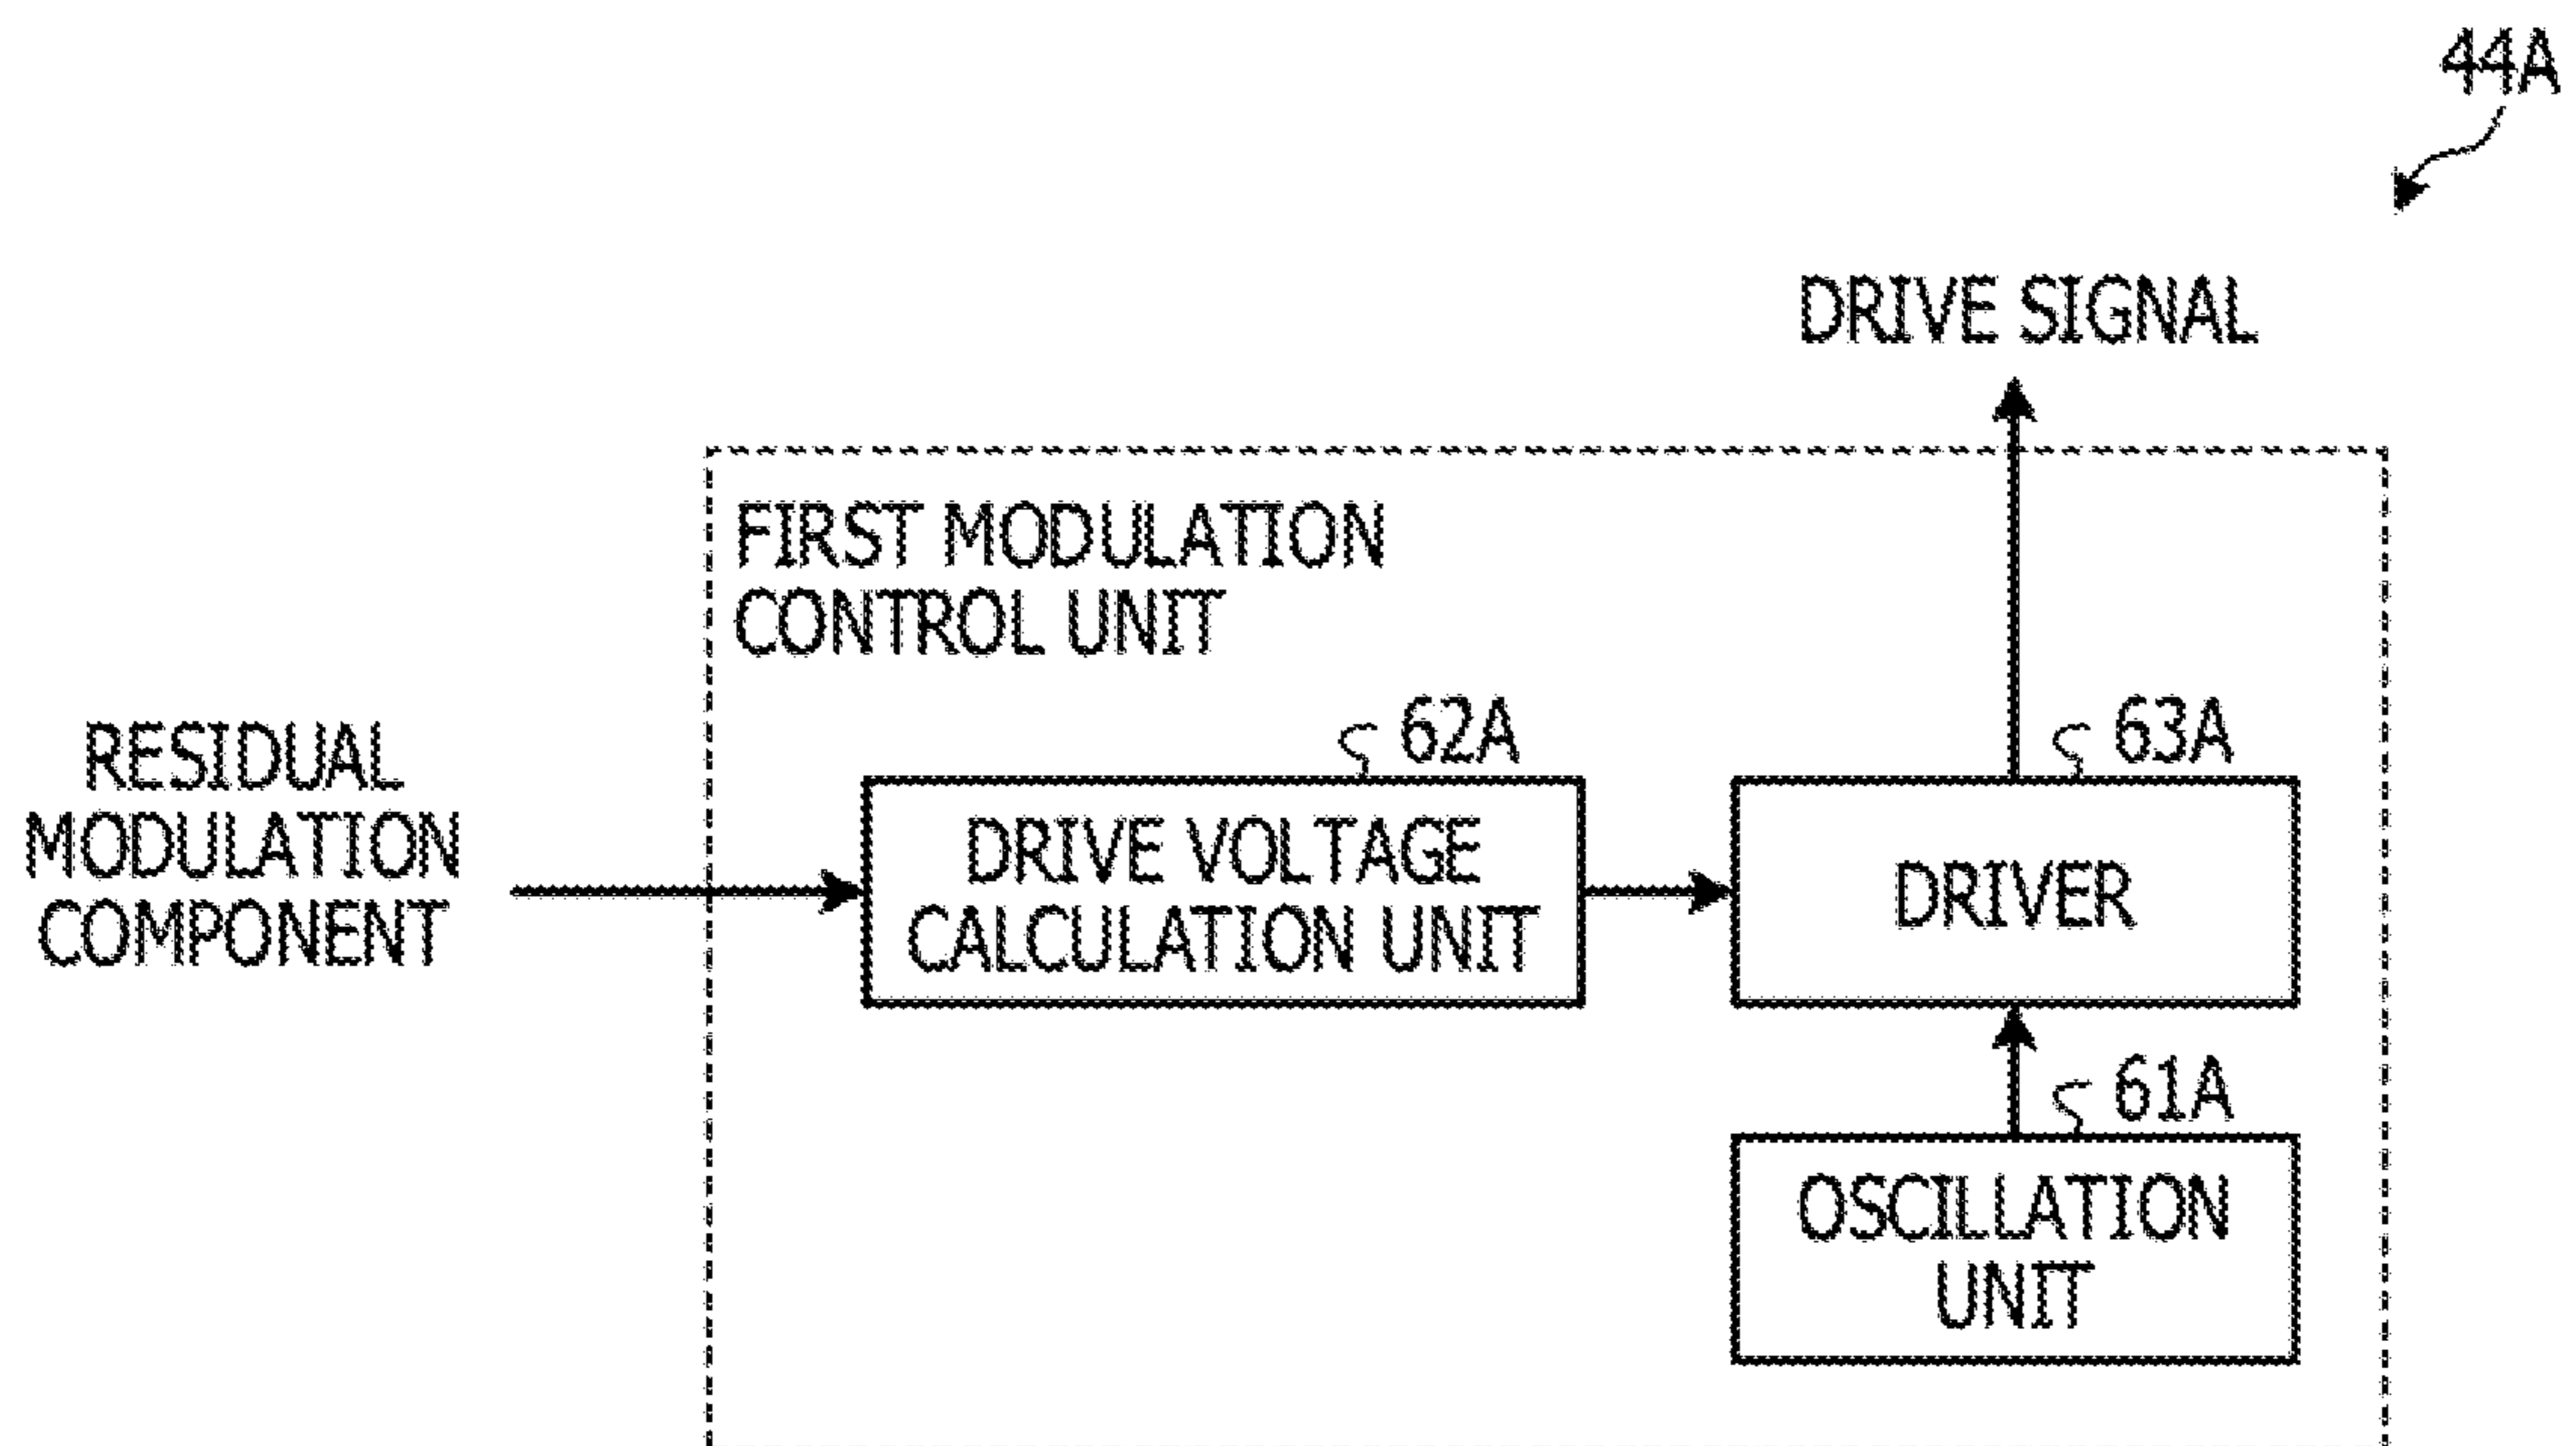 44A
DRIVE SIGNAL
FIRST MODULATION
CONTROL UNIT
RESIDUAL
MODULATION
COMPONENT
62A
DRIVE VOLTAGE
CALCULATION UNIT
63A
DRIVER
61A
OSCILLATION
UNIT